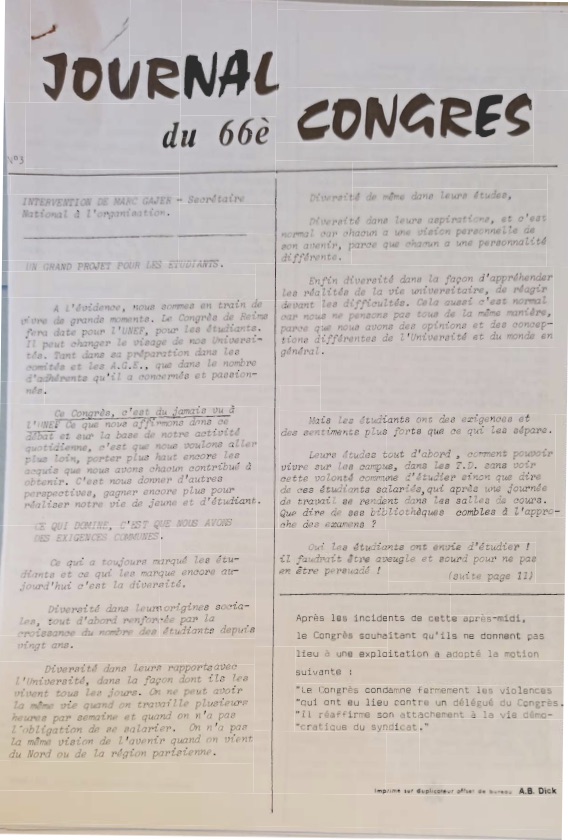 JOURNAL
du 66è CONGRES
N°3
INTERVENTION DE MARC GAJER - Secrétaire
National à l'organisation.
UN GRAND PROJET POUR LES ETUDIANTS.
A l'évidence, nous sommes en train de
vivre de grands moments. Le Congrès de Reims
fera date pour l'UNEF, pour les étudiants.
Il peut changer le visage de nos Universi-
tés. Tant dans sa préparation dans les
comités et les A.G.E., que dans le nombre
d'adhérents qu'il a concernés et passion-
nés.
Ce Congrès, c'est du jamais vu à
l'UNEF Ce que nous affirmons dans ce
débat et sur la base de notre activité
quotidienne, c'est que nous voulons aller
plus loin, porter plus haut encore les
acquis que nous avons chacun contribué à
obtenir. C'est nous donner d'autres
perspectives, gagner encore plus pour
réaliser notre vie de jeune et d'étudiant.
CE QUI DOMINE, C'EST QUE NOUS AVONS
DES EXIGENCES COMMUNES.
Ce qui a toujours marqué les étu-
diants et ce qui les marque encore au-
jourd'hui c'est la diversité.
Diversité dans leurs origines socia-
les, tout d'abord renforcée par la
croissance du nombre des étudiants depuis
vingt ans.
Diversité dans leurs rapports avec
l'Université, dans la façon dont ils les
vivent tous les jours. On ne peut avoir
la même vie quand on travaille plusieurs
heures par semaine et quand on n'a pas
l'obligation de se salarier. On n'a pas
la même vision de l'avenir quand on vient
du Nord ou de la région parisienne.
Diversité de même dans leurs études,
Diversité dans leurs aspirations, et c'est
normal car chacun a une vision personnelle de
son avenir, parce que chacun a une personnalité
différente.
Enfin diversité dans la façon d'appréhender
les réalités de la vie universitaire, de réagir
devant les difficultés. Cela aussi c'est normal
car nous ne pensons pas tous de la même manière,
parce que nous avons des opinions et des concep-
tions différentes de l'Université et du monde en
général.
Mais les étudiants ont des exigences et
des sentiments plus forts que ce qui les sépare.
Leurs études tout d'abord , comment pouvoir
vivre sur les campus, dans les T.D. sans voir
cette volonté commune d'étudier sinon que dire
de ces étudiants salariés,qui après une journée
de travail se rendent dans les salles de cours.
Que dire de ses bibliothèques combles à l'appro-
che des examens ?
Oui les étudiants ont envie d'étudier !
il faudrait être aveugle et sourd pour ne pas
en être persuadé !
(suite page 11)
Après les incidents de cette après-midi,
le Congrès souhaitant qu'ils ne donnent pas
lieu à une exploitation a adopté la motion
suivante :
"Le Congrès condamne fermement les violences
"qui ont eu lieu contre un délégué du Congrès.
"Il réaffirme son attachement à la vie démo-
"cratique du syndicat."
Imprimé sur duplicateur offset de bureau A.B. Dick